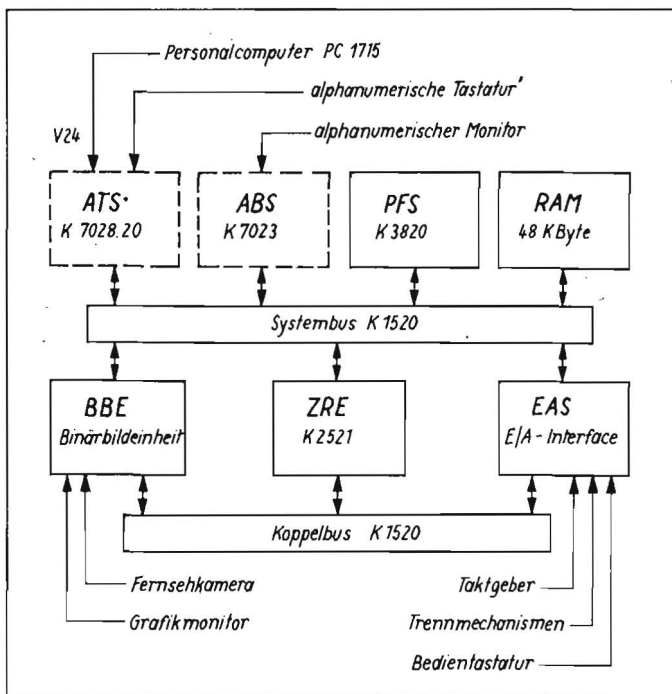 Personalcomputer PC 1715
alphanumerische Tastatur'
V24
alphanumerischer Monitor
ATS·
K 7028.20
ABS
K 7023
PFS
K 3820
RAM
48 KByte
Systembus K 1520
BBE
Binärbildeinheit
ZRE
K 2521
EAS
E/A-Interface
Koppelbus K 1520
Fernsehkamera
Taktgeber
Grafikmonitor
Trennmechanismen
Bedientastatur